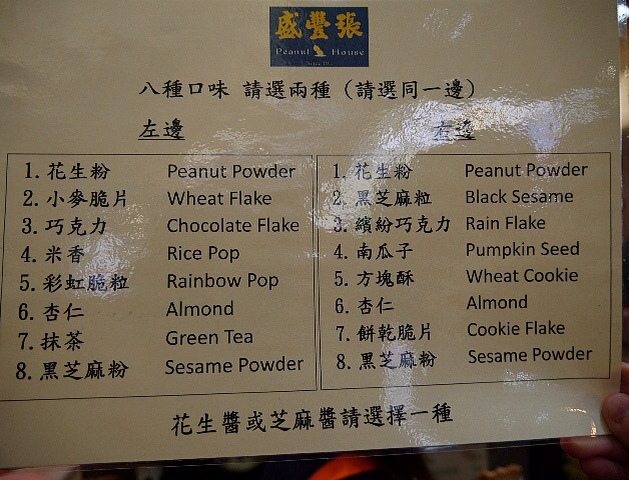 盛豐張
Peanut House
八種口味 請選兩種（請選同一邊）
左邊
1. 花生粉 Peanut Powder
2. 小麥脆片 Wheat Flake
3. 巧克力 Chocolate Flake
4. 米香 Rice Pop
5. 彩虹脆粒 Rainbow Pop
6. 杏仁 Almond
7. 抹茶 Green Tea
8. 黑芝麻粉 Sesame Powder
右邊
1. 花生粉 Peanut Powder
2. 黑芝麻粒 Black Sesame
3. 繽紛巧克力 Rain Flake
4. 南瓜子 Pumpkin Seed
5. 方塊酥 Wheat Cookie
6. 杏仁 Almond
7. 餅乾脆片 Cookie Flake
8. 黑芝麻粉 Sesame Powder
花生醬或芝麻醬請選擇一種